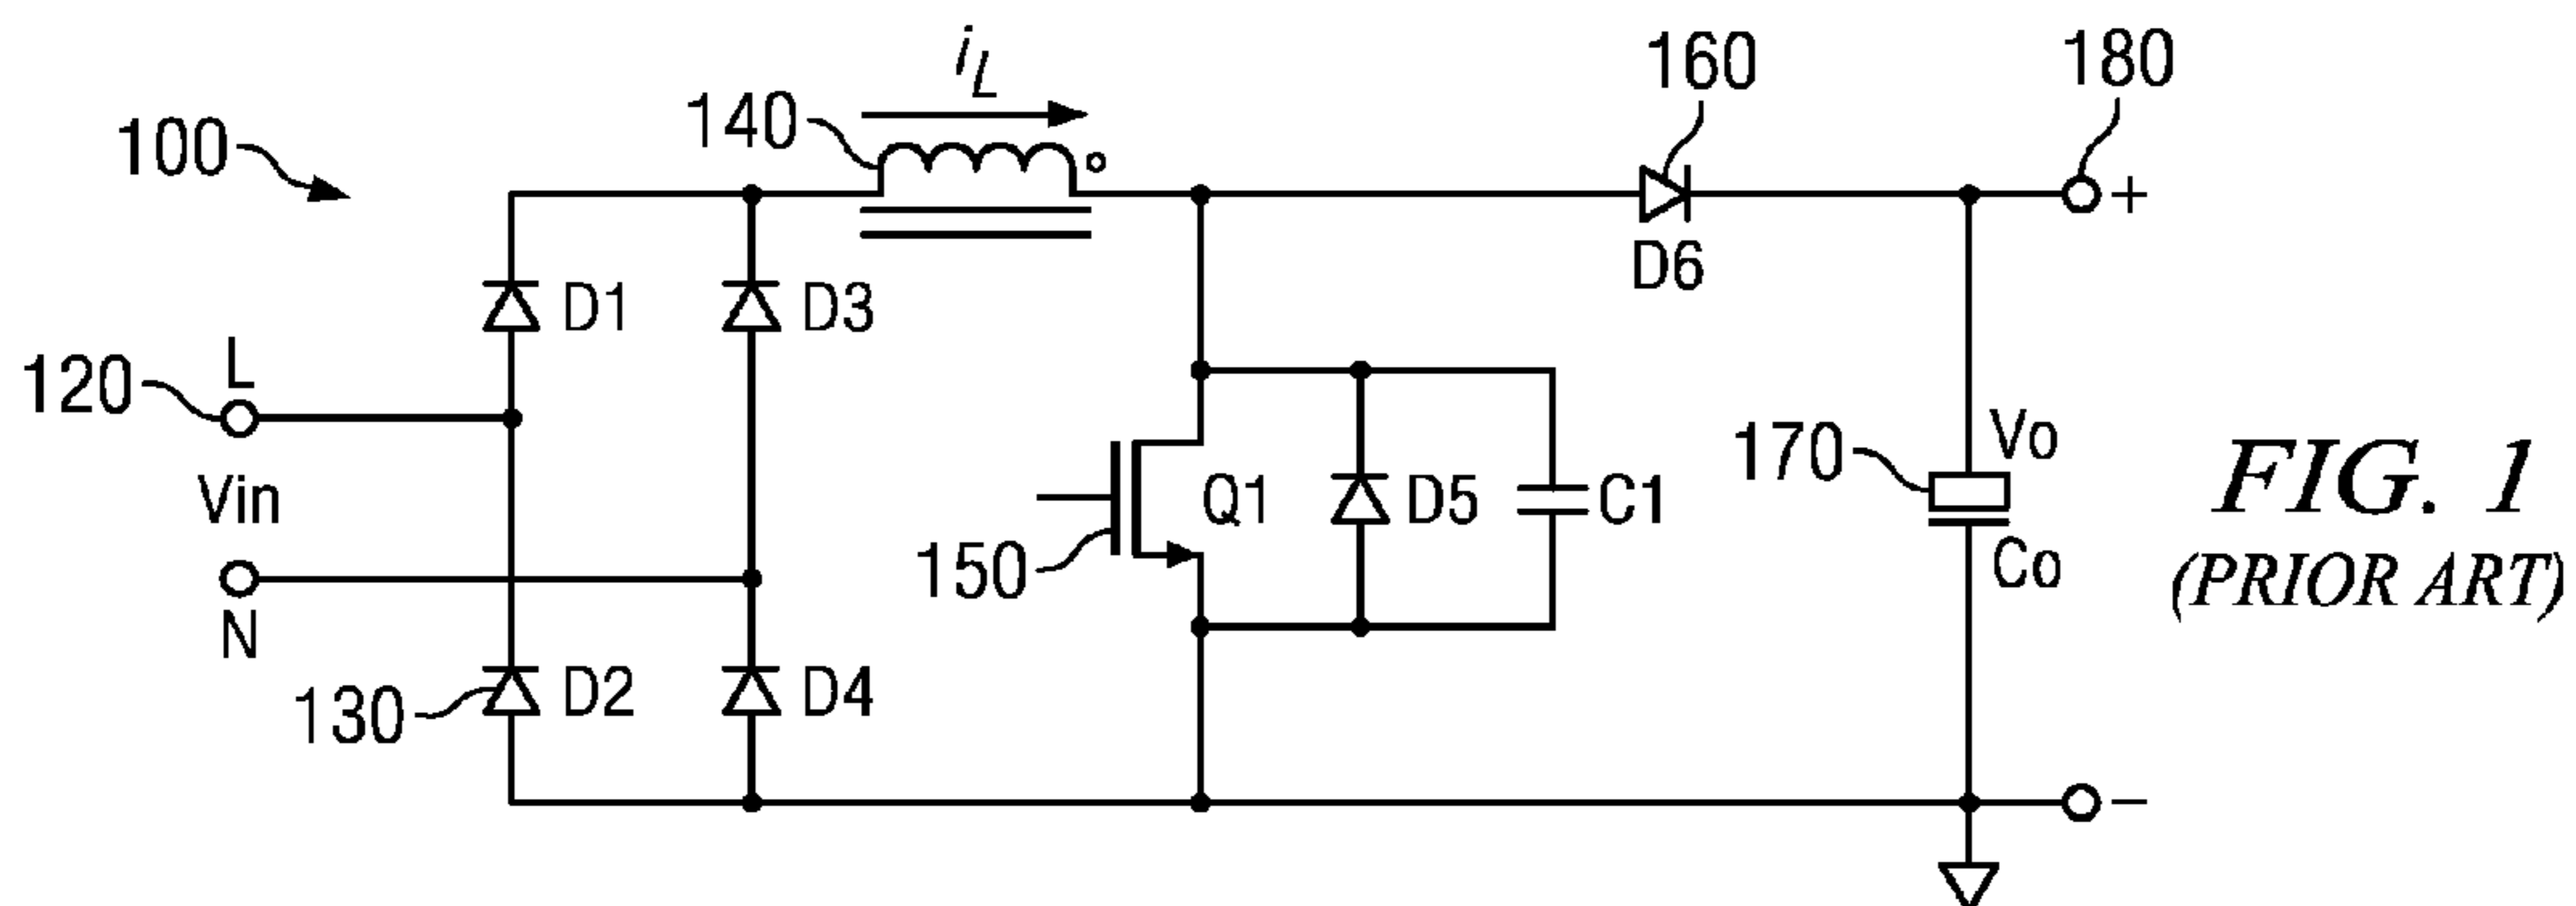 i_L
160
180
140
100
+
D6
D1
D3
L
120
Vin
N
Q1
D5
C1
150
170
Vo
Co
130
D2
D4
−
FIG. 1
(PRIOR ART)